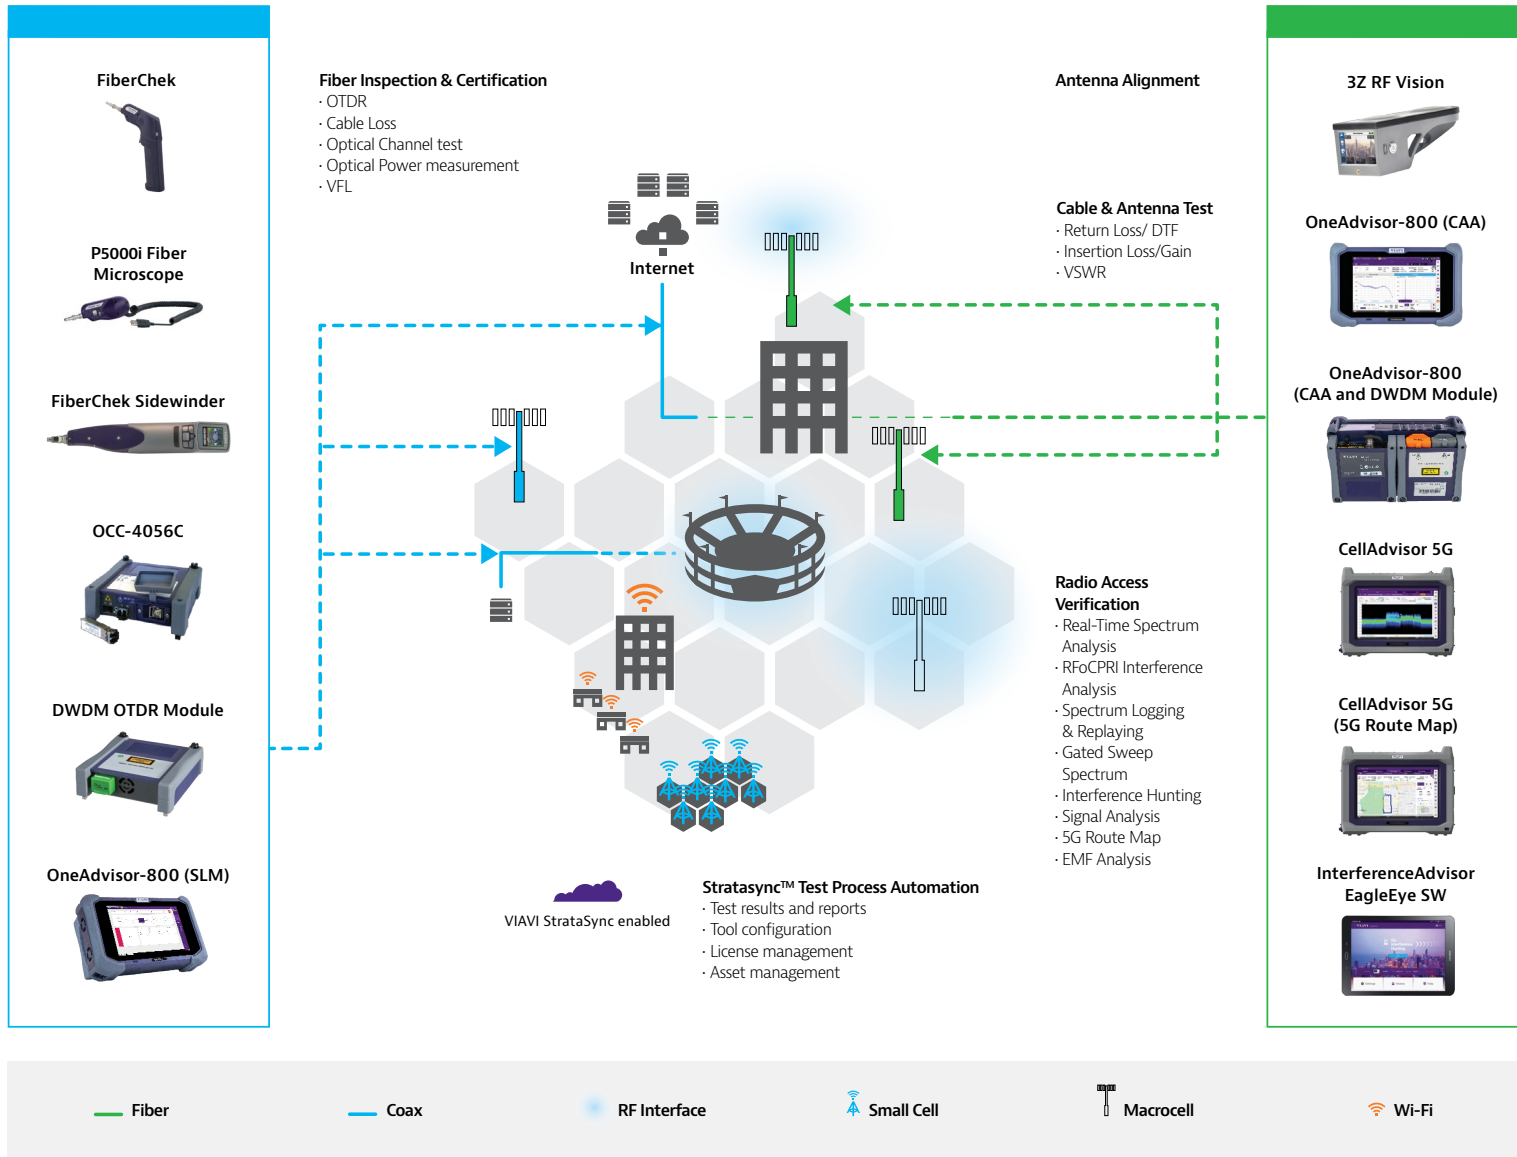 FiberChek
P5000i Fiber
Microscope
FiberChek Sidewinder
OCC-4056C
DWDM OTDR Module
OneAdvisor-800 (SLM)
Fiber Inspection & Certification
· OTDR
· Cable Loss
· Optical Channel test
· Optical Power measurement
· VFL
Internet
Antenna Alignment
Cable & Antenna Test
· Return Loss/ DTF
· Insertion Loss/Gain
· VSWR
Radio Access
Verification
· Real-Time Spectrum
Analysis
· RFoCPRI Interference
Analysis
· Spectrum Logging
& Replaying
· Gated Sweep
Spectrum
· Interference Hunting
· Signal Analysis
· 5G Route Map
· EMF Analysis
VIAVI StrataSync enabled
Stratasync™ Test Process Automation
· Test results and reports
· Tool configuration
· License management
· Asset management
3Z RF Vision
OneAdvisor-800 (CAA)
OneAdvisor-800
(CAA and DWDM Module)
CellAdvisor 5G
CellAdvisor 5G
(5G Route Map)
InterferenceAdvisor
EagleEye SW
Fiber
Coax
RF Interface
Small Cell
Macrocell
Wi-Fi